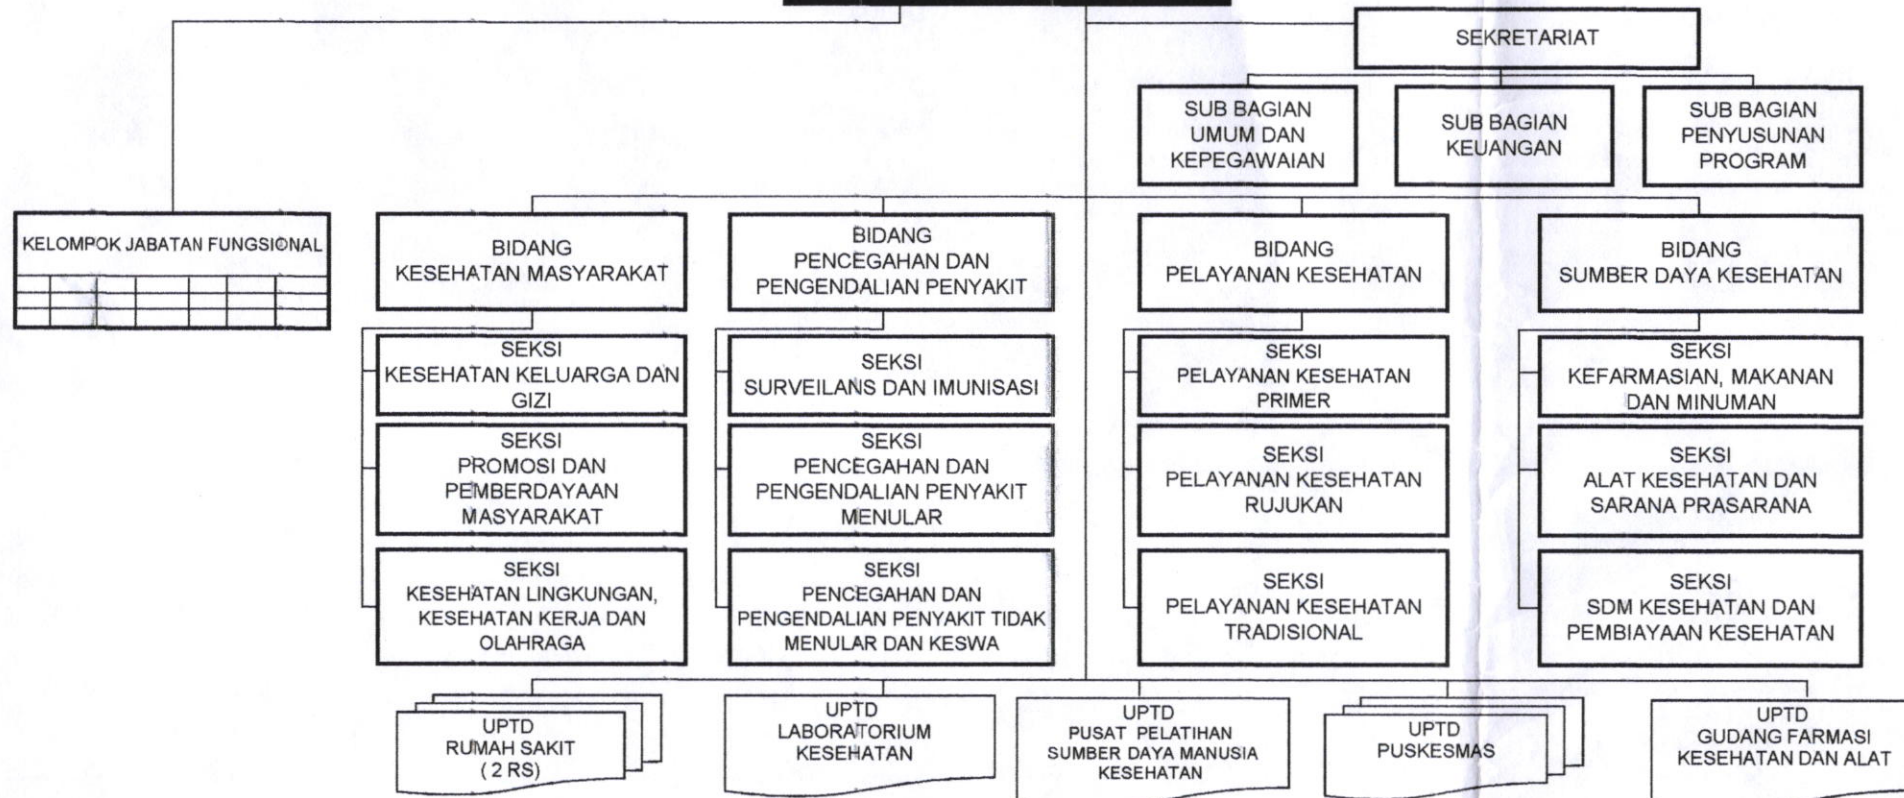 SEKRETARIAT
SUB BAGIAN
UMUM DAN
KEPEGAWAIAN
SUB BAGIAN
KEUANGAN
SUB BAGIAN
PENYUSUNAN
PROGRAM
KELOMPOK JABATAN FUNGSIONAL
BIDANG
KESEHATAN MASYARAKAT
BIDANG
PENCEGAHAN DAN
PENGENDALIAN PENYAKIT
BIDANG
PELAYANAN KESEHATAN
BIDANG
SUMBER DAYA KESEHATAN
SEKSI
KESEHATAN KELUARGA DAN
GIZI
SEKSI
SURVEILANS DAN IMUNISASI
SEKSI
PELAYANAN KESEHATAN
PRIMER
SEKSI
KEFARMASIAN, MAKANAN
DAN MINUMAN
SEKSI
PROMOSI DAN
PEMBERDAYAAN
MASYARAKAT
SEKSI
PENCEGAHAN DAN
PENGENDALIAN PENYAKIT
MENULAR
SEKSI
PELAYANAN KESEHATAN
RUJUKAN
SEKSI
ALAT KESEHATAN DAN
SARANA PRASARANA
SEKSI
KESEHATAN LINGKUNGAN,
KESEHATAN KERJA DAN
OLAHRAGA
SEKSI
PENCEGAHAN DAN
PENGENDALIAN PENYAKIT TIDAK
MENULAR DAN KESWA
SEKSI
PELAYANAN KESEHATAN
TRADISIONAL
SEKSI
SDM KESEHATAN DAN
PEMBIAYAAN KESEHATAN
UPTD
RUMAH SAKIT
( 2 RS)
UPTD
LABORATORIUM
KESEHATAN
UPTD
PUSAT PELATIHAN
SUMBER DAYA MANUSIA
KESEHATAN
UPTD
PUSKESMAS
UPTD
GUDANG FARMASI
KESEHATAN DAN ALAT